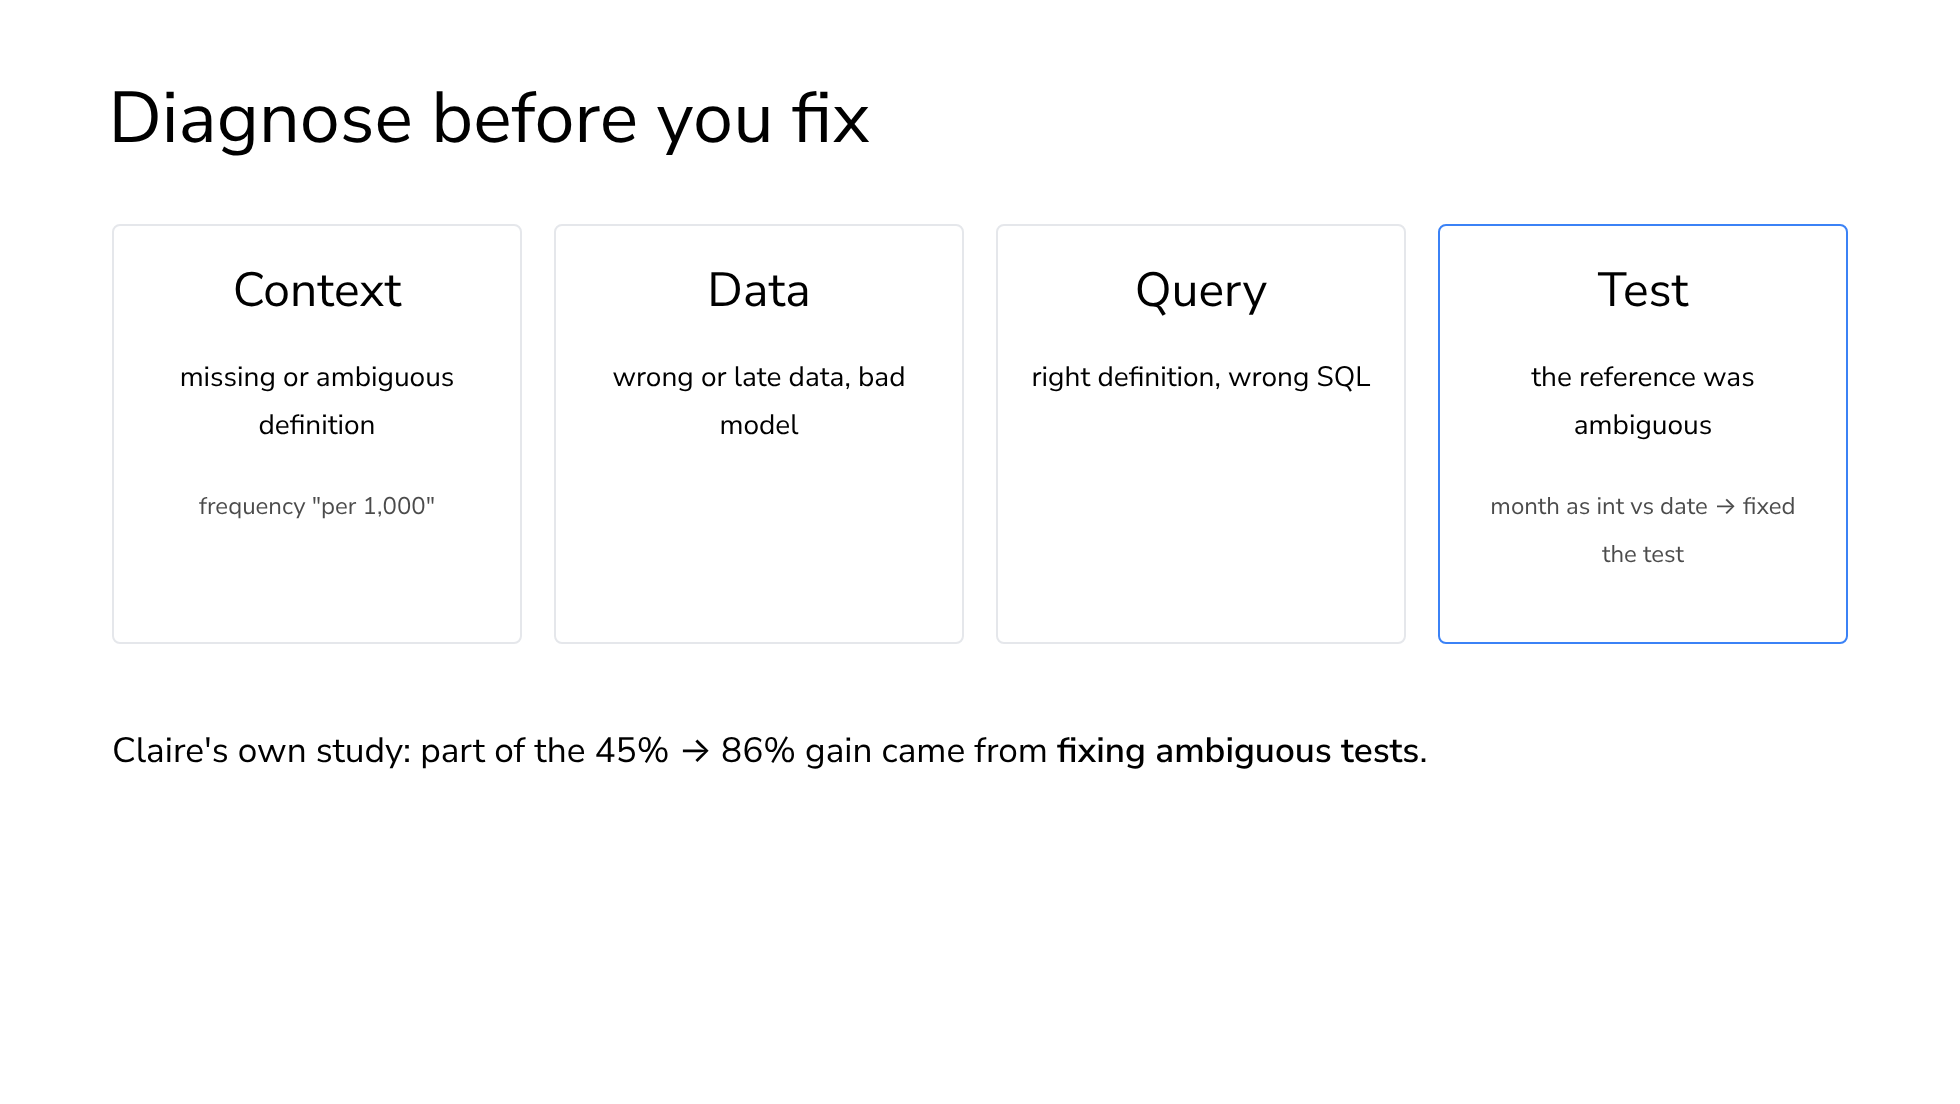 Diagnose before you fix
Context
missing or ambiguous
definition
frequency "per 1,000"
Data
wrong or late data, bad
model
Query
right definition, wrong SQL
Test
the reference was
ambiguous
month as int vs date → fixed
the test
Claire's own study: part of the 45% → 86% gain came from fixing ambiguous tests.